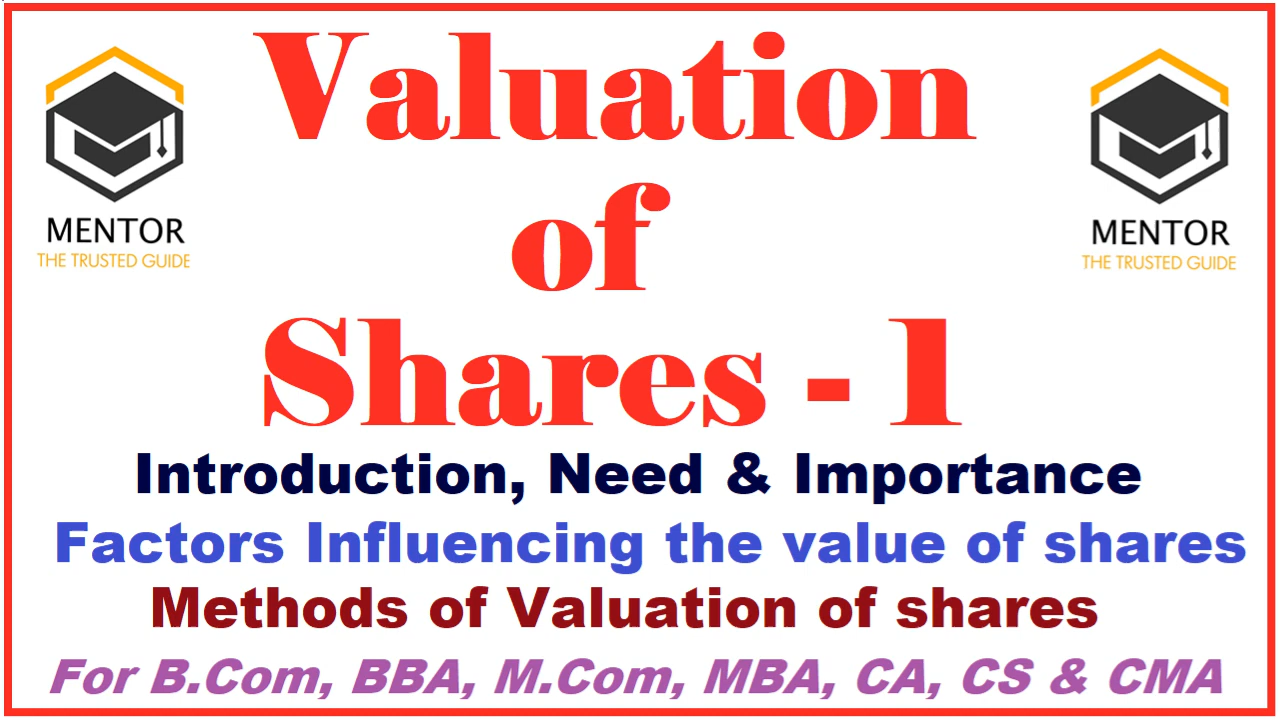 Valuation
of
Shares - 1
MENTOR
THE TRUSTED GUIDE
MENTOR
THE TRUSTED GUIDE
Introduction, Need & Importance
Factors Influencing the value of shares
Methods of Valuation of shares
For B.Com, BBA, M.Com, MBA, CA, CS & CMA